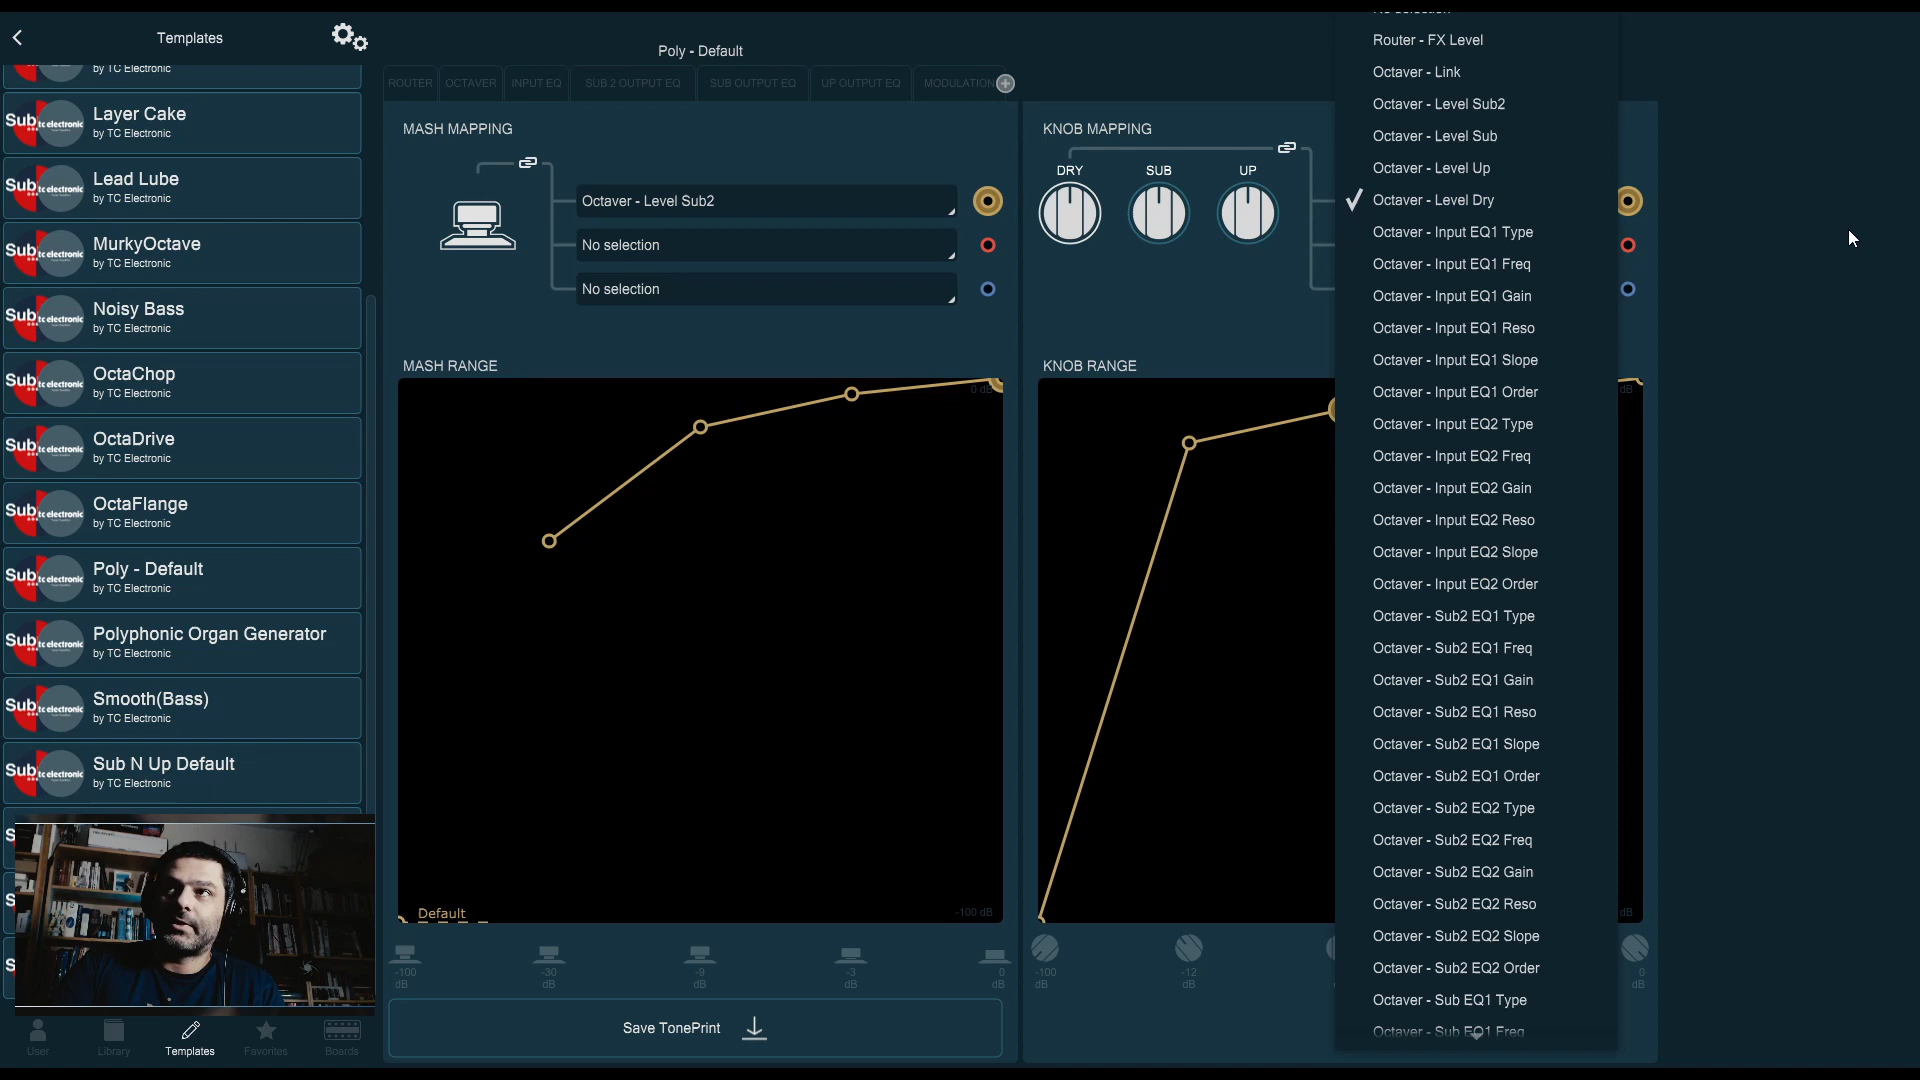 Templates
by TC Electronic
Layer Cake
by TC Electronic
Lead Lube
by TC Electronic
MurkyOctave
by TC Electronic
Noisy Bass
by TC Electronic
OctaChop
by TC Electronic
OctaDrive
by TC Electronic
OctaFlange
by TC Electronic
Poly - Default
by TC Electronic
Polyphonic Organ Generator
by TC Electronic
Smooth(Bass)
by TC Electronic
Sub N Up Default
by TC Electronic
User
Library
Templates
Favorites
Boards
Poly - Default
ROUTER
OCTAVER
INPUT EQ
SUB 2 OUTPUT EQ
SUB OUTPUT EQ
UP OUTPUT EQ
MODULATION
MASH MAPPING
Octaver - Level Sub2
No selection
No selection
MASH RANGE
0 dB
Default
-100 dB
-100 dB
-30 dB
-9 dB
-3 dB
0 dB
Save TonePrint
KNOB MAPPING
DRY
SUB
UP
KNOB RANGE
dB
dB
-100 dB
-12 dB
0 dB
Router - FX Level
Octaver - Link
Octaver - Level Sub2
Octaver - Level Sub
Octaver - Level Up
Octaver - Level Dry
Octaver - Input EQ1 Type
Octaver - Input EQ1 Freq
Octaver - Input EQ1 Gain
Octaver - Input EQ1 Reso
Octaver - Input EQ1 Slope
Octaver - Input EQ1 Order
Octaver - Input EQ2 Type
Octaver - Input EQ2 Freq
Octaver - Input EQ2 Gain
Octaver - Input EQ2 Reso
Octaver - Input EQ2 Slope
Octaver - Input EQ2 Order
Octaver - Sub2 EQ1 Type
Octaver - Sub2 EQ1 Freq
Octaver - Sub2 EQ1 Gain
Octaver - Sub2 EQ1 Reso
Octaver - Sub2 EQ1 Slope
Octaver - Sub2 EQ1 Order
Octaver - Sub2 EQ2 Type
Octaver - Sub2 EQ2 Freq
Octaver - Sub2 EQ2 Gain
Octaver - Sub2 EQ2 Reso
Octaver - Sub2 EQ2 Slope
Octaver - Sub2 EQ2 Order
Octaver - Sub EQ1 Type
Octaver - Sub EQ1 Freq